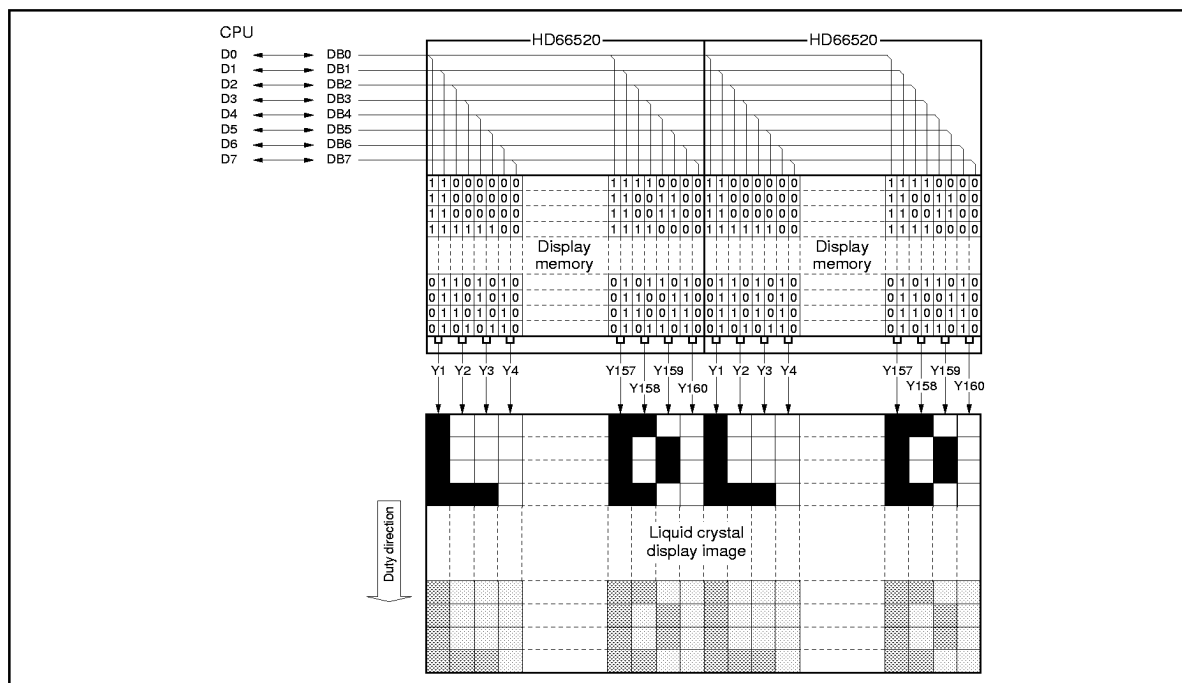 CPU
HD66520 HD66520
D0 DB0
D1 DB1
D2 DB2
D3 DB3
D4 DB4
D5 DB5
D6 DB6
D7 DB7
1 1 0 0 0 0 0 0 1 1 1 1 0 0 0 0 1 1 0 0 0 0 0 0 1 1 1 1 0 0 0 0
1 1 0 0 0 0 0 0 1 1 0 0 1 1 0 0 1 1 0 0 0 0 0 0 1 1 0 0 1 1 0 0
1 1 0 0 0 0 0 0 1 1 0 0 1 1 0 0 1 1 0 0 0 0 0 0 1 1 0 0 1 1 0 0
1 1 1 1 1 1 0 0 1 1 1 1 0 0 0 0 1 1 1 1 1 1 0 0 1 1 1 1 0 0 0 0
Display Display
memory memory
0 1 1 0 1 0 1 0 0 1 0 1 1 0 1 0 0 1 1 0 1 0 1 0 0 1 0 1 1 0 1 0
0 1 1 0 1 0 1 0 0 1 1 0 0 1 1 0 0 1 1 0 1 0 1 0 0 1 1 0 0 1 1 0
0 1 1 0 1 0 1 0 0 1 1 0 0 1 1 0 0 1 1 0 1 0 1 0 0 1 1 0 0 1 1 0
0 1 0 1 0 1 1 0 0 1 0 1 1 0 1 0 0 1 0 1 0 1 1 0 0 1 0 1 1 0 1 0
Y1 Y2 Y3 Y4 Y157 Y159 Y1 Y2 Y3 Y4 Y157 Y159
Y158 Y160 Y158 Y160
Duty direction
Liquid crystal
display image